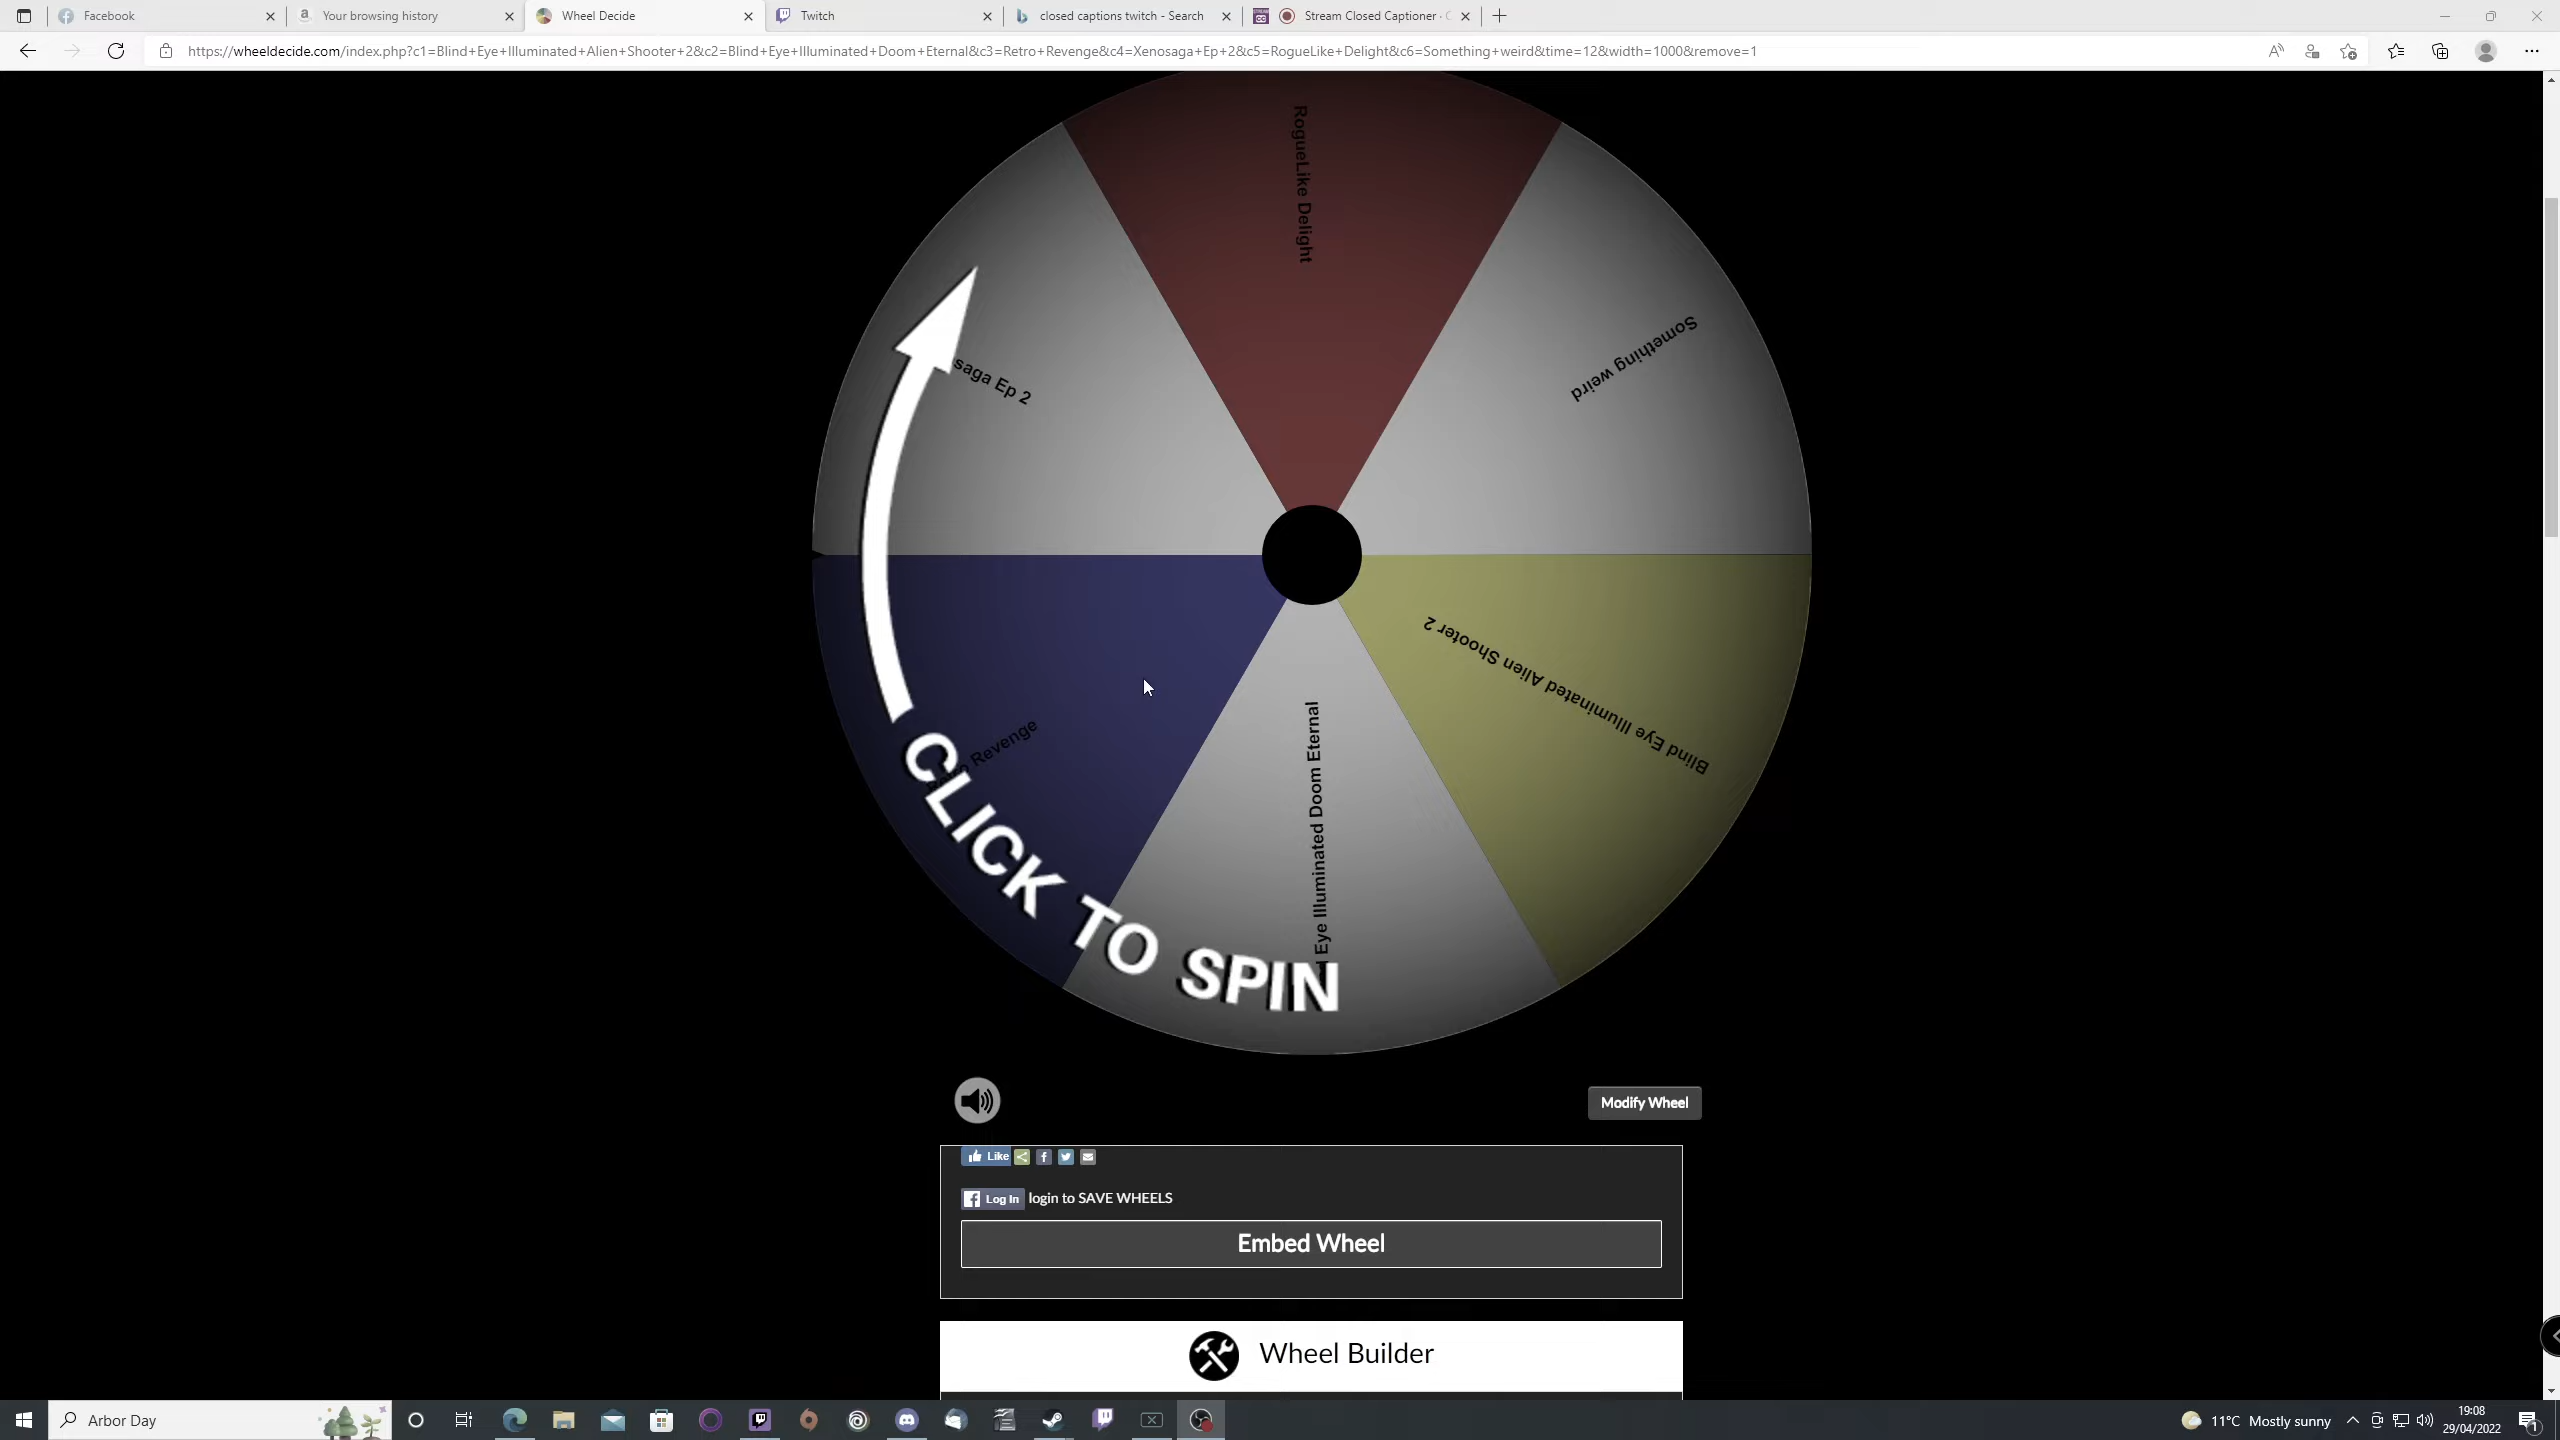 Facebook
Your browsing history
Wheel Decide
Twitch
closed captions twitch - Search
Stream Closed Captioner
https://wheeldecide.com/index.php?c1=Blind+Eye+Illuminated+Alien+Shooter+2&c2=Blind+Eye+Illuminated+Doom+Eternal&c3=Retro+Revenge&c4=Xenosaga+Ep+2&c5=RogueLike+Delight&c6=Something+weird&time=12&width=1000&remove=1
RogueLike Delight
Something weird
saga Ep 2
Blind Eye Illuminated Alien Shooter 2
Revenge
Eye Illuminated Doom Eternal
CLICK TO SPIN
Modify Wheel
Like
Log In login to SAVE WHEELS
Embed Wheel
Wheel Builder
Arbor Day
11°C Mostly sunny
19:08
29/04/2022
1